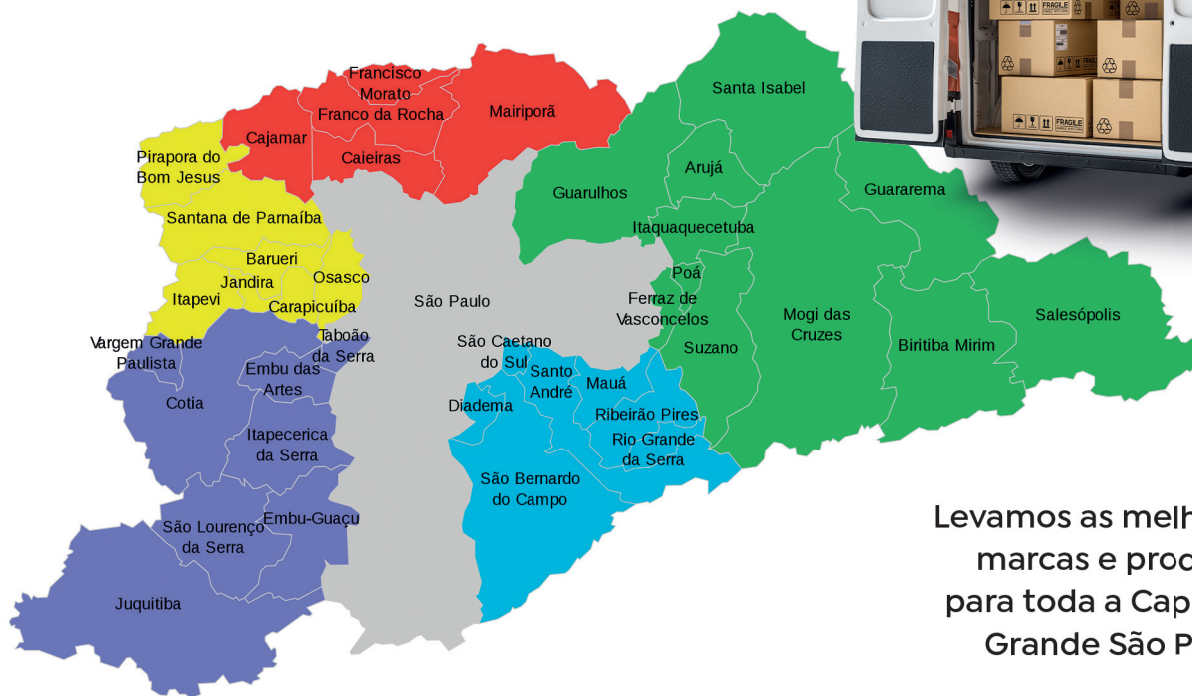 FRAGILE
FRAGILE
Francisco
Morato
Franco da Rocha
Mairiporã
Cajamar
Caieiras
Pirapora do
Bom Jesus
Santana de Parnaíba
Barueri
Jandira
Osasco
Itapevi
Carapicuíba
Santa Isabel
Arujá
Guarulhos
Guararema
Itaquaquecetuba
Poá
Ferraz de
Vasconcelos
Suzano
Mogi das
Cruzes
Biritiba Mirim
Salesópolis
São Paulo
Vargem Grande
Paulista
Taboão
da Serra
Embu das
Artes
Cotia
Itapecerica
da Serra
São Lourenço
da Serra
Embu-Guaçu
Juquitiba
São Caetano
do Sul
Santo
André
Mauá
Diadema
Ribeirão Pires
Rio Grande
da Serra
São Bernardo
do Campo
Levamos as
marcas e
para toda a
Grande São